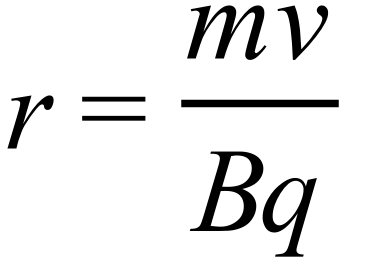 r = mv / Bq